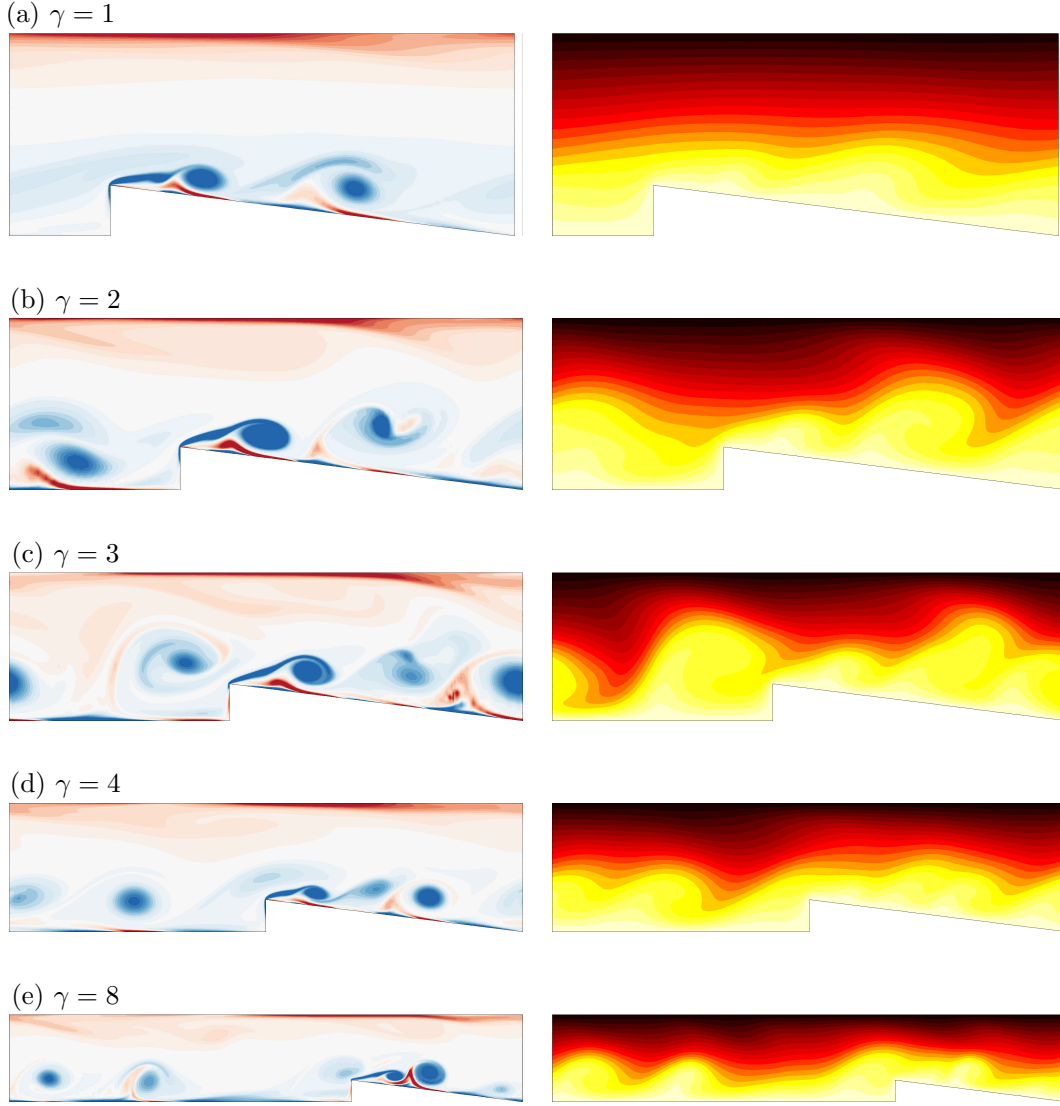 (a) γ = 1
(b) γ = 2
(c) γ = 3
(d) γ = 4
(e) γ = 8